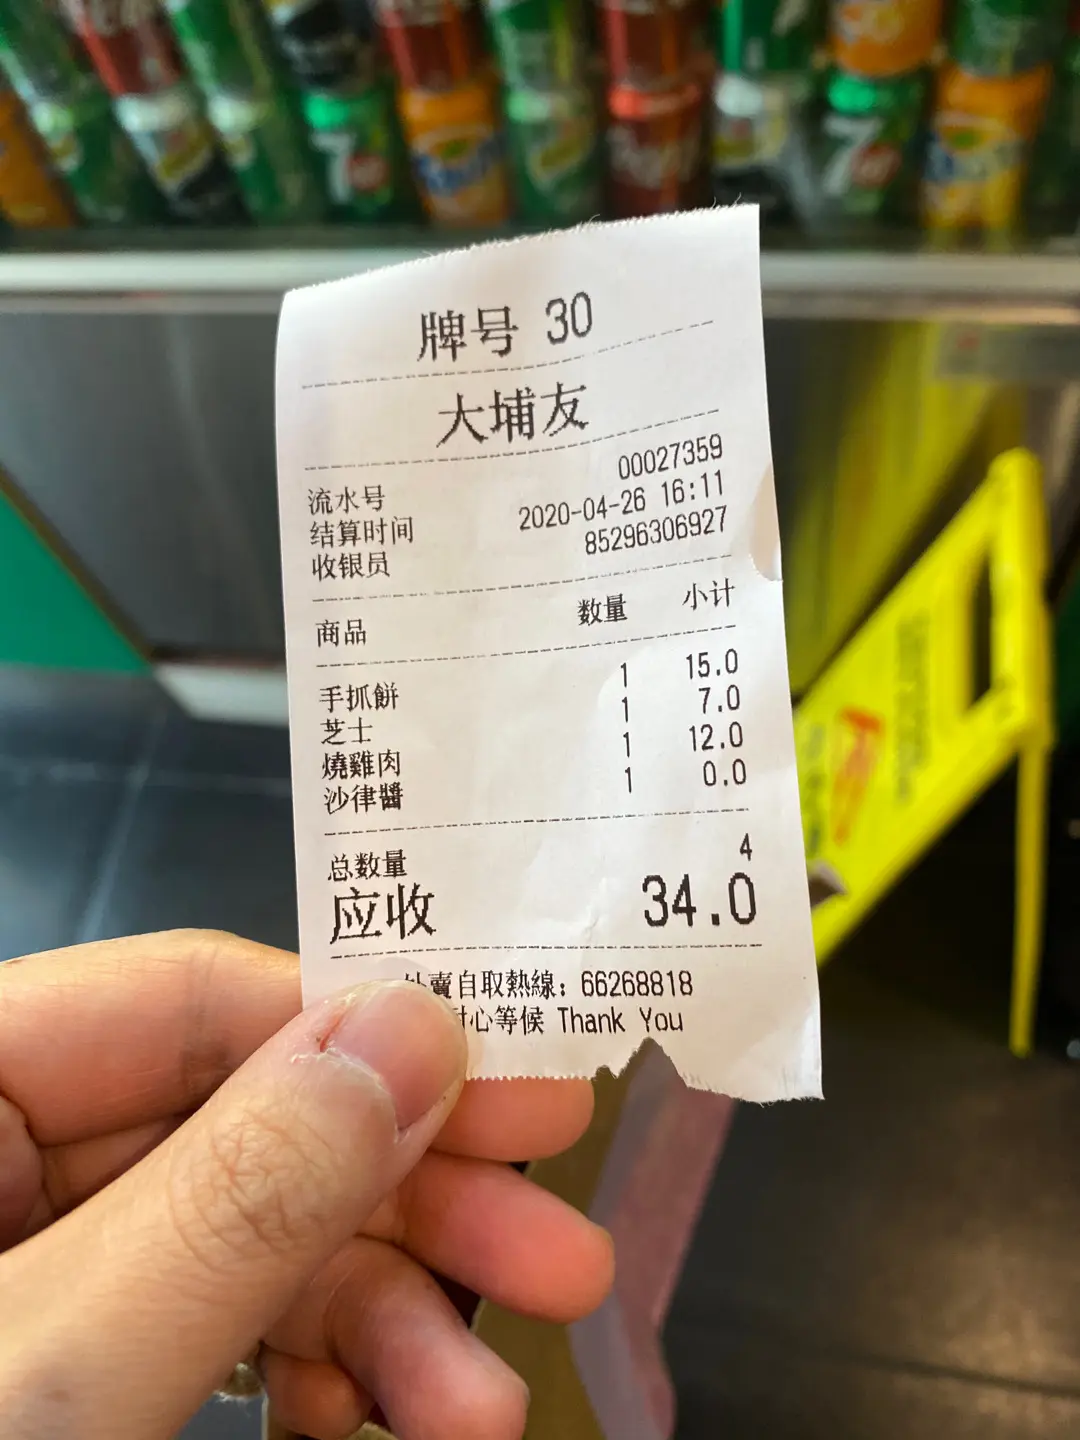 牌号 30
大埔友
流水号 00027359
结算时间 2020-04-26 16:11
收银员 85296306927
商品 数量 小计
手抓餅 1 15.0
芝士 1 7.0
燒雞肉 1 12.0
沙律醬 1 0.0
总数量 4
应收 34.0
賣自取熱線: 66268818
心等候 Thank You